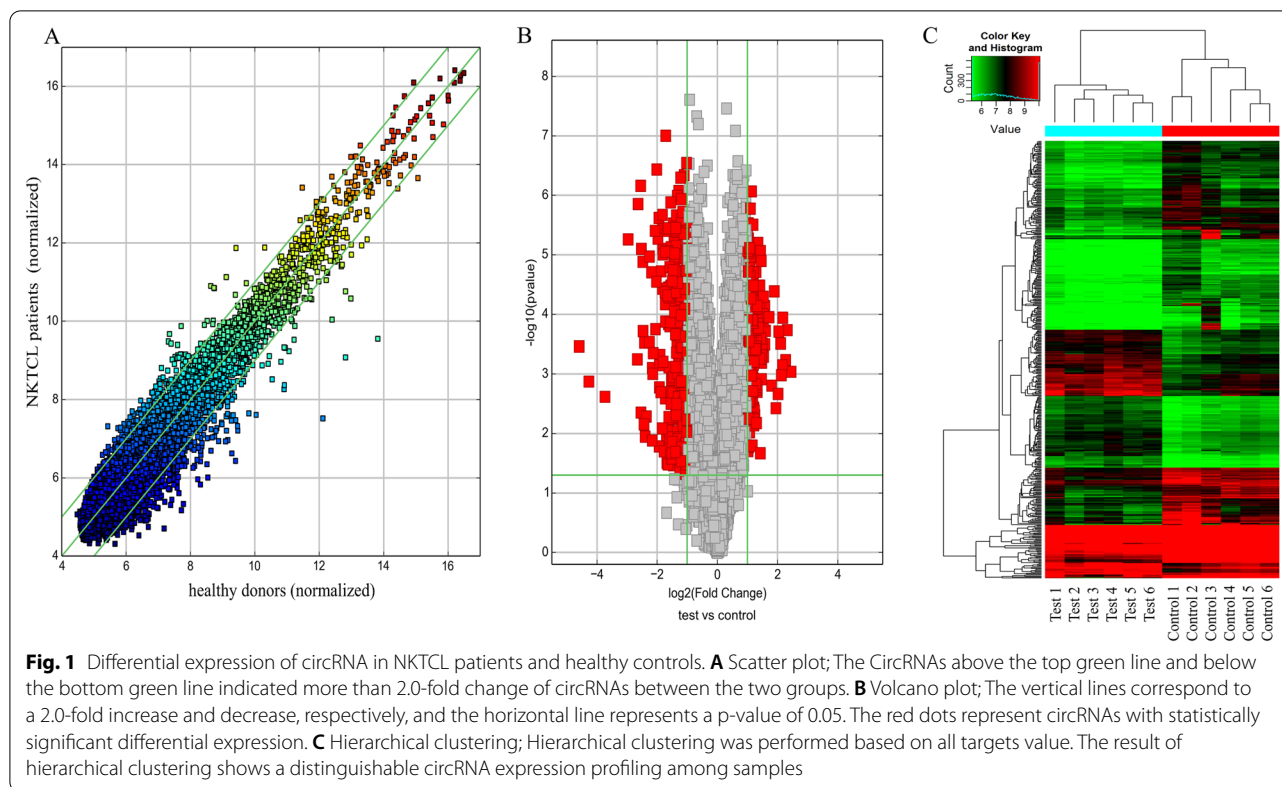 A
NKTCL patients (normalized)
16
14
12
10
8
6
4
4 6 8 10 12 14 16
healthy donors (normalized)
B
-log10(pvalue)
8
7
6
5
4
3
2
1
0
−4 −2 0 2 4
log2(Fold Change)
test vs control
C
Color Key
and Histogram
Count
0 300
6 7 8 9
Value
Test 1
Test 2
Test 3
Test 4
Test 5
Test 6
Control 1
Control 2
Control 3
Control 4
Control 5
Control 6
Fig. 1 Differential expression of circRNA in NKTCL patients and healthy controls. A Scatter plot; The CircRNAs above the top green line and below
the bottom green line indicated more than 2.0-fold change of circRNAs between the two groups. B Volcano plot; The vertical lines correspond to
a 2.0-fold increase and decrease, respectively, and the horizontal line represents a p-value of 0.05. The red dots represent circRNAs with statistically
significant differential expression. C Hierarchical clustering; Hierarchical clustering was performed based on all targets value. The result of
hierarchical clustering shows a distinguishable circRNA expression profiling among samples